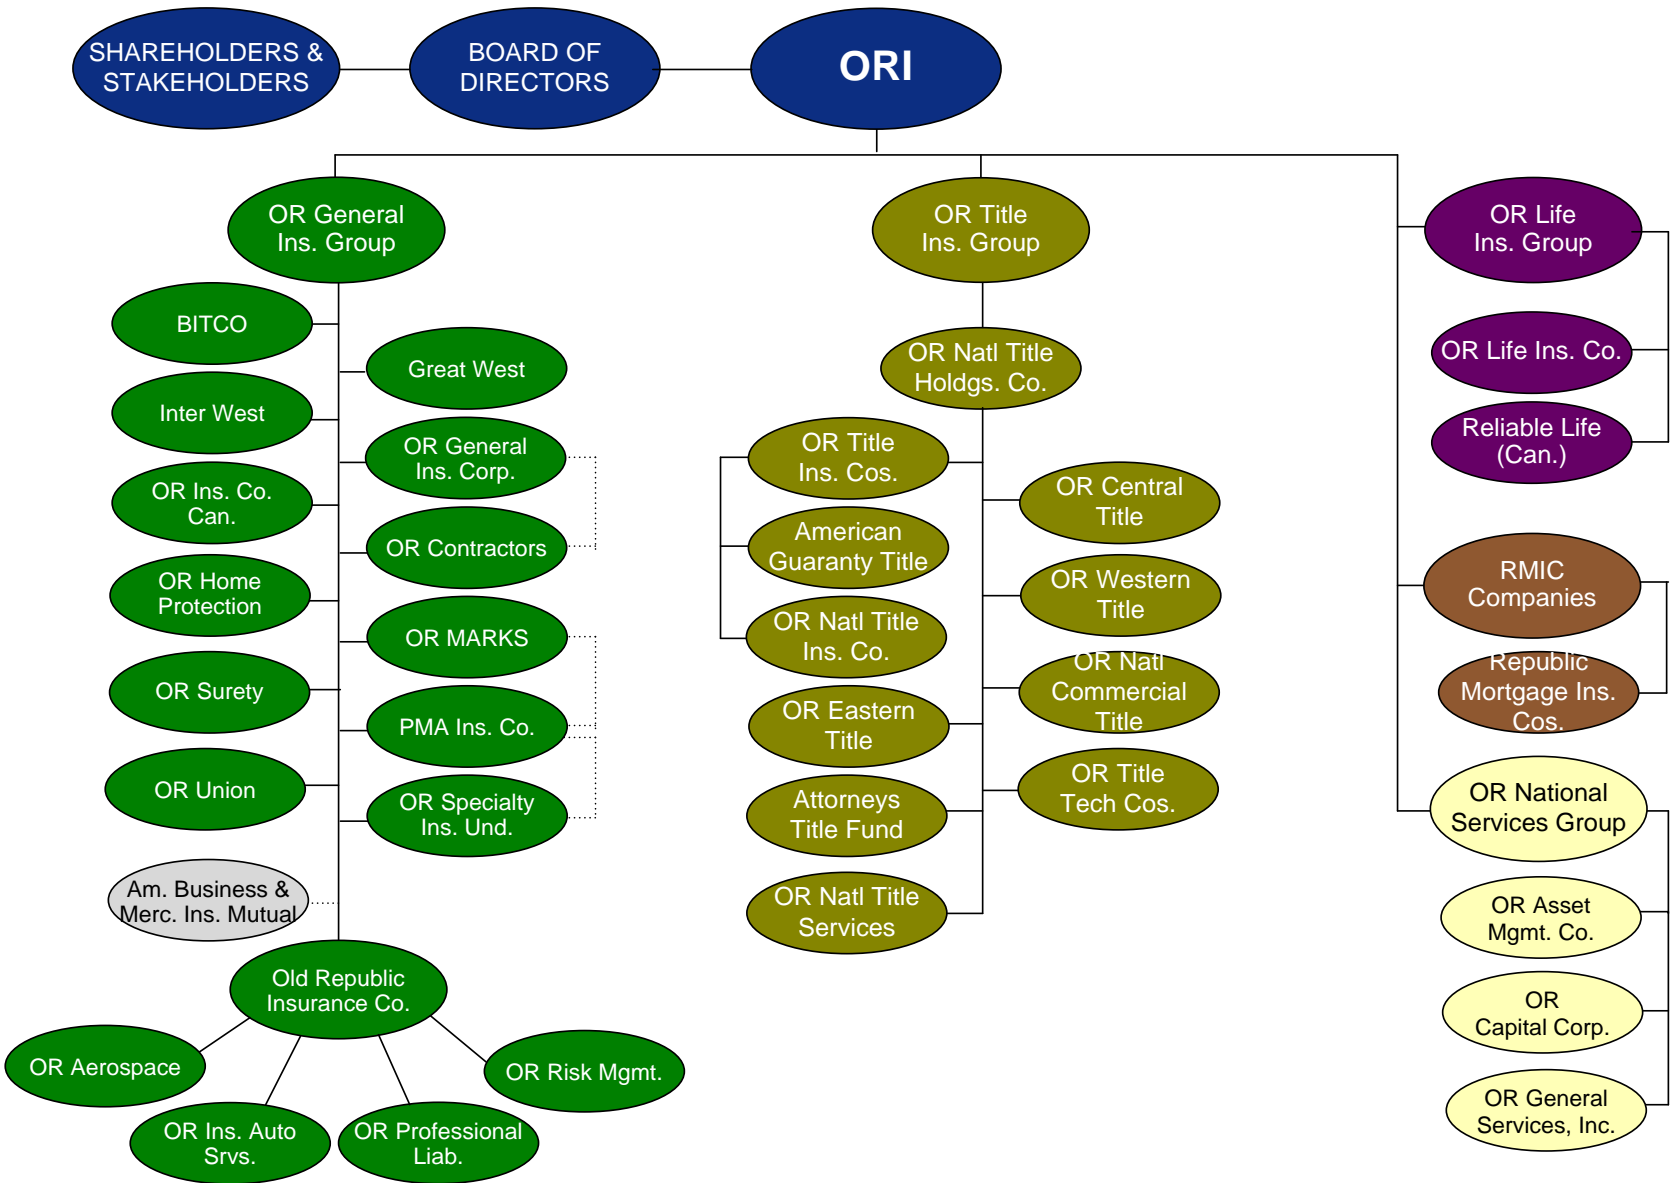 SHAREHOLDERS &
STAKEHOLDERS
BOARD OF
DIRECTORS
ORI
OR General
Ins. Group
OR Title
Ins. Group
OR Life
Ins. Group
BITCO
Great West
Inter West
OR General
Ins. Corp.
OR Ins. Co.
Can.
OR Contractors
OR Home
Protection
OR MARKS
OR Surety
PMA Ins. Co.
OR Union
OR Specialty
Ins. Und.
Am. Business &
Merc. Ins. Mutual
Old Republic
Insurance Co.
OR Aerospace
OR Ins. Auto
Srvs.
OR Professional
Liab.
OR Risk Mgmt.
OR Natl Title
Holdgs. Co.
OR Title
Ins. Cos.
American
Guaranty Title
OR Natl Title
Ins. Co.
OR Eastern
Title
Attorneys
Title Fund
OR Natl Title
Services
OR Central
Title
OR Western
Title
OR Natl
Commercial
Title
OR Title
Tech Cos.
OR Life Ins. Co.
Reliable Life
(Can.)
RMIC
Companies
Republic
Mortgage Ins.
Cos.
OR National
Services Group
OR Asset
Mgmt. Co.
OR
Capital Corp.
OR General
Services, Inc.